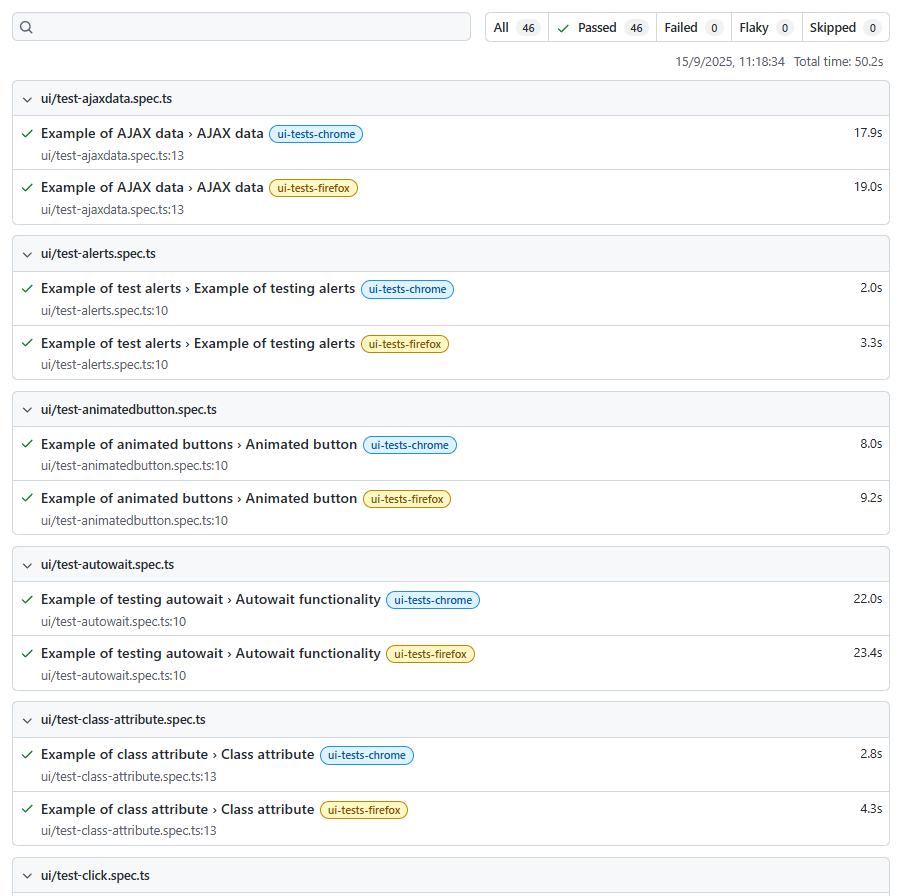 All 46 Passed 46 Failed 0 Flaky 0 Skipped 0
15/9/2025, 11:18:34 Total time: 50.2s
ui/test-ajaxdata.spec.ts
Example of AJAX data › AJAX data ui-tests-chrome 17.9s
ui/test-ajaxdata.spec.ts:13
Example of AJAX data › AJAX data ui-tests-firefox 19.0s
ui/test-ajaxdata.spec.ts:13
ui/test-alerts.spec.ts
Example of test alerts › Example of testing alerts ui-tests-chrome 2.0s
ui/test-alerts.spec.ts:10
Example of test alerts › Example of testing alerts ui-tests-firefox 3.3s
ui/test-alerts.spec.ts:10
ui/test-animatedbutton.spec.ts
Example of animated buttons › Animated button ui-tests-chrome 8.0s
ui/test-animatedbutton.spec.ts:10
Example of animated buttons › Animated button ui-tests-firefox 9.2s
ui/test-animatedbutton.spec.ts:10
ui/test-autowait.spec.ts
Example of testing autowait › Autowait functionality ui-tests-chrome 22.0s
ui/test-autowait.spec.ts:10
Example of testing autowait › Autowait functionality ui-tests-firefox 23.4s
ui/test-autowait.spec.ts:10
ui/test-class-attribute.spec.ts
Example of class attribute › Class attribute ui-tests-chrome 2.8s
ui/test-class-attribute.spec.ts:13
Example of class attribute › Class attribute ui-tests-firefox 4.3s
ui/test-class-attribute.spec.ts:13
ui/test-click.spec.ts